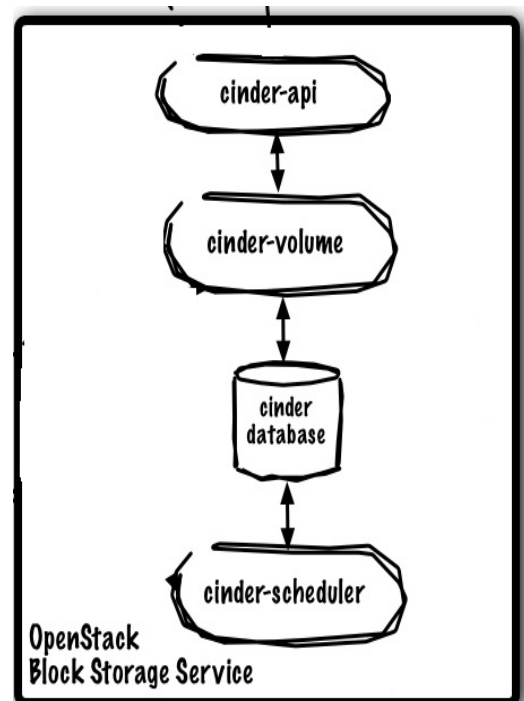 cinder-api
cinder-volume
cinder
database
cinder-scheduler
OpenStack
Block Storage Service